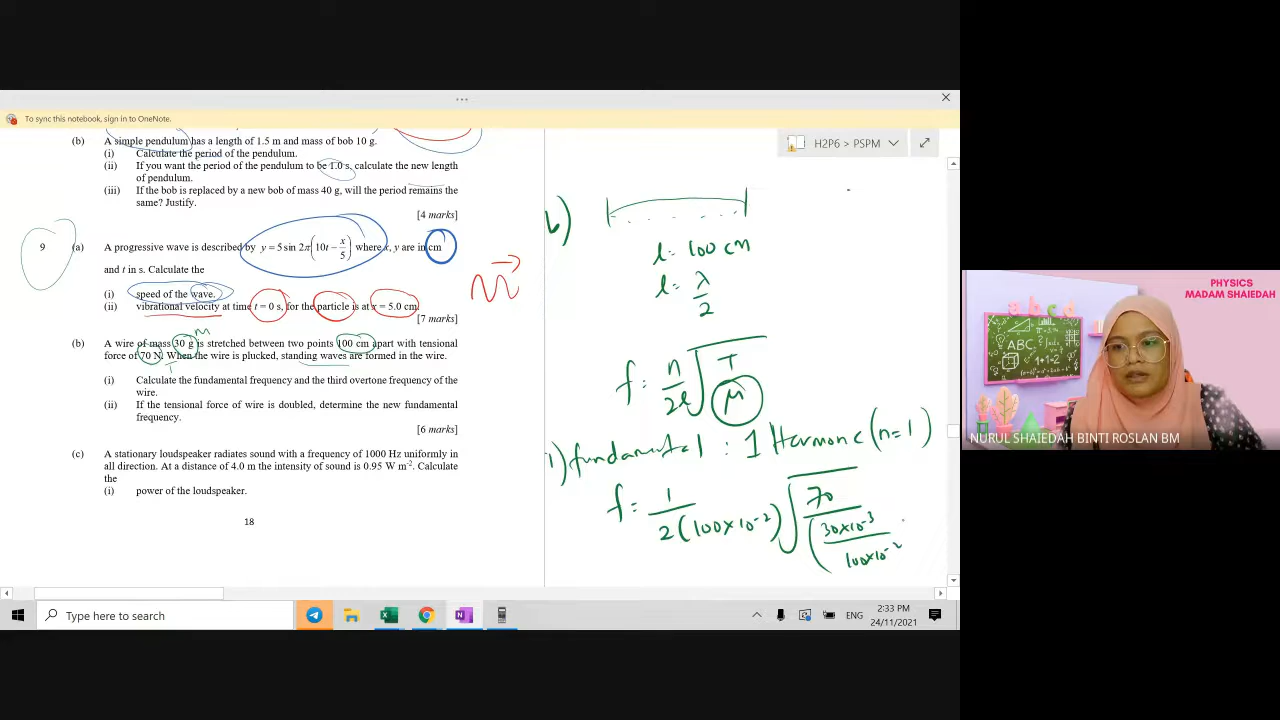 To sync this notebook, sign in to OneNote.
H2P6 > PSPM
(b) A simple pendulum has a length of 1.5 m and mass of bob 10 g.
(i) Calculate the period of the pendulum.
(ii) If you want the period of the pendulum to be 1.0 s, calculate the new length
of pendulum.
(iii) If the bob is replaced by a new bob of mass 40 g, will the period remains the
same? Justify.
[4 marks]
9 (a) A progressive wave is described by y = 5 sin 2π(10t − x/5) where x, y are in cm
and t in s. Calculate the
(i) speed of the wave.
(ii) vibrational velocity at time t = 0 s, for the particle is at x = 5.0 cm.
[7 marks]
(b) A wire of mass 30 g is stretched between two points 100 cm apart with tensional
force of 70 N. When the wire is plucked, standing waves are formed in the wire.
M
T
(i) Calculate the fundamental frequency and the third overtone frequency of the
wire.
(ii) If the tensional force of wire is doubled, determine the new fundamental
frequency.
[6 marks]
(c) A stationary loudspeaker radiates sound with a frequency of 1000 Hz uniformly in
all direction. At a distance of 4.0 m the intensity of sound is 0.95 W m⁻². Calculate
the
(i) power of the loudspeaker.
18
b)
l = 100 cm
l = λ/2
f = n/2l √(T/μ)
i) fundamental : 1 Harmonc (n=1)
f = 1/2(100×10⁻²) √(70/(30×10⁻³/100×10⁻²
PHYSICS
MADAM SHAIEDAH
a b c d
ABC
1+1=2
NURUL SHAIEDAH BINTI ROSLAN BM
Type here to search
ENG
2:33 PM
24/11/2021